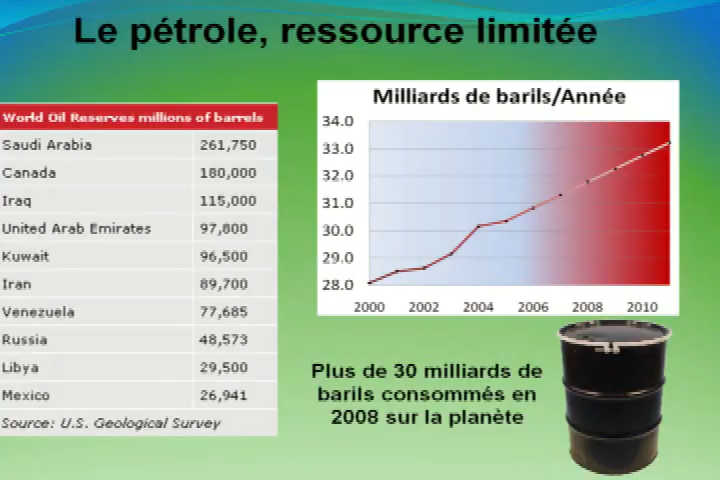 Le pétrole, ressource limitée
World Oil Reserves millions of barrels
Saudi Arabia 261,750
Canada 180,000
Iraq 115,000
United Arab Emirates 97,800
Kuwait 96,500
Iran 89,700
Venezuela 77,685
Russia 48,573
Libya 29,500
Mexico 26,941
Source: U.S. Geological Survey
Milliards de barils/Année
34.0
33.0
32.0
31.0
30.0
29.0
28.0
2000 2002 2004 2006 2008 2010
Plus de 30 milliards de
barils consommés en
2008 sur la planète